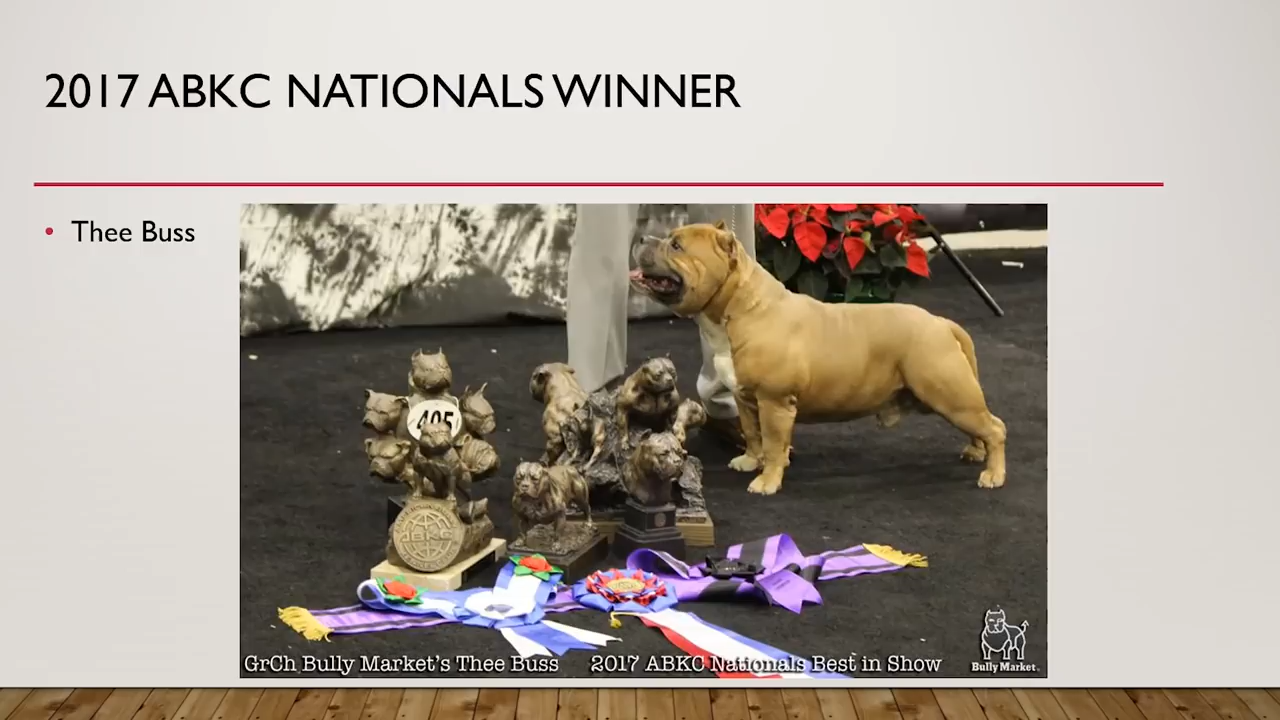 2017 ABKC NATIONALS WINNER
• Thee Buss
405
ABKC
GrCh Bully Market's Thee Buss
2017 ABKC Nationals Best in Show
Bully Market